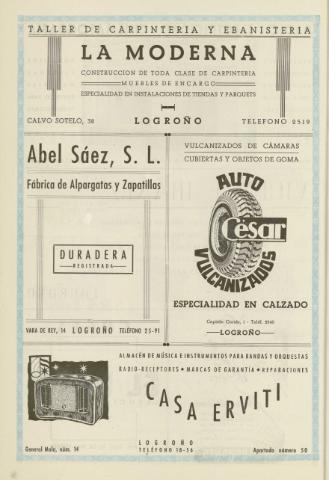 TALLER DE CARPINTERIA Y EBANISTERIA
LA MODERNA
CONSTRUCCION DE TODA CLASE DE CARPINTERIA
MUEBLES DE ENCARGO
ESPECIALIDAD EN INSTALACIONES DE TIENDAS Y PARQUETS
CALVO SOTELO, 38
LOGROÑO
TELEFONO 2519
Abel Sáez, S. L.
Fábrica de Alpargatas y Zapatillas
DURADERA
REGISTRADA
VARA DE REY, 14 LOGROÑO TELÉFONO 25-91
VULCANIZADOS DE CÁMARAS
CUBIERTAS Y OBJETOS DE GOMA
AUTO
César
VULCANIZADOS
ESPECIALIDAD EN CALZADO
LOGROÑO
ALMACÉN DE MÚSICA E INSTRUMENTOS PARA BANDAS Y ORQUESTAS
RADIO-RECEPTORES • MARCAS DE GARANTÍA • REPARACIONES
CASA ERVITI
General Mola, núm. 14
LOGROÑO
TELÉFONO 18-36
Apartado número 50